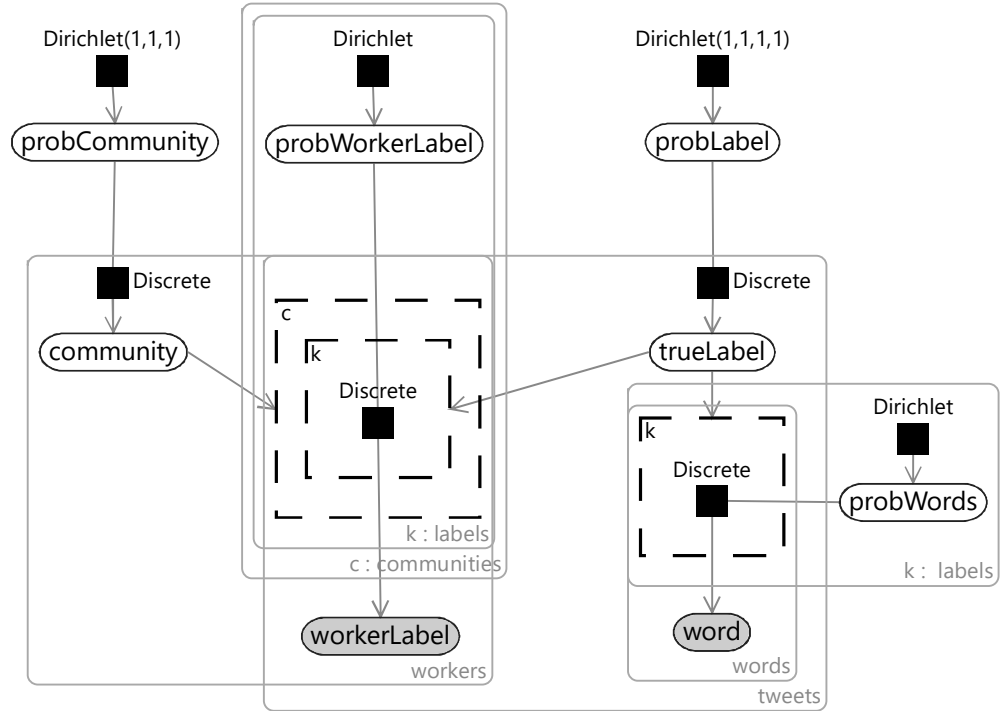 Dirichlet(1,1,1)
Dirichlet
Dirichlet(1,1,1,1)
probCommunity
probWorkerLabel
probLabel
Discrete
Discrete
c
community
k
trueLabel
Discrete
Dirichlet
k
Discrete
probWords
k : labels
c : communities
k : labels
workerLabel
word
workers
words
tweets